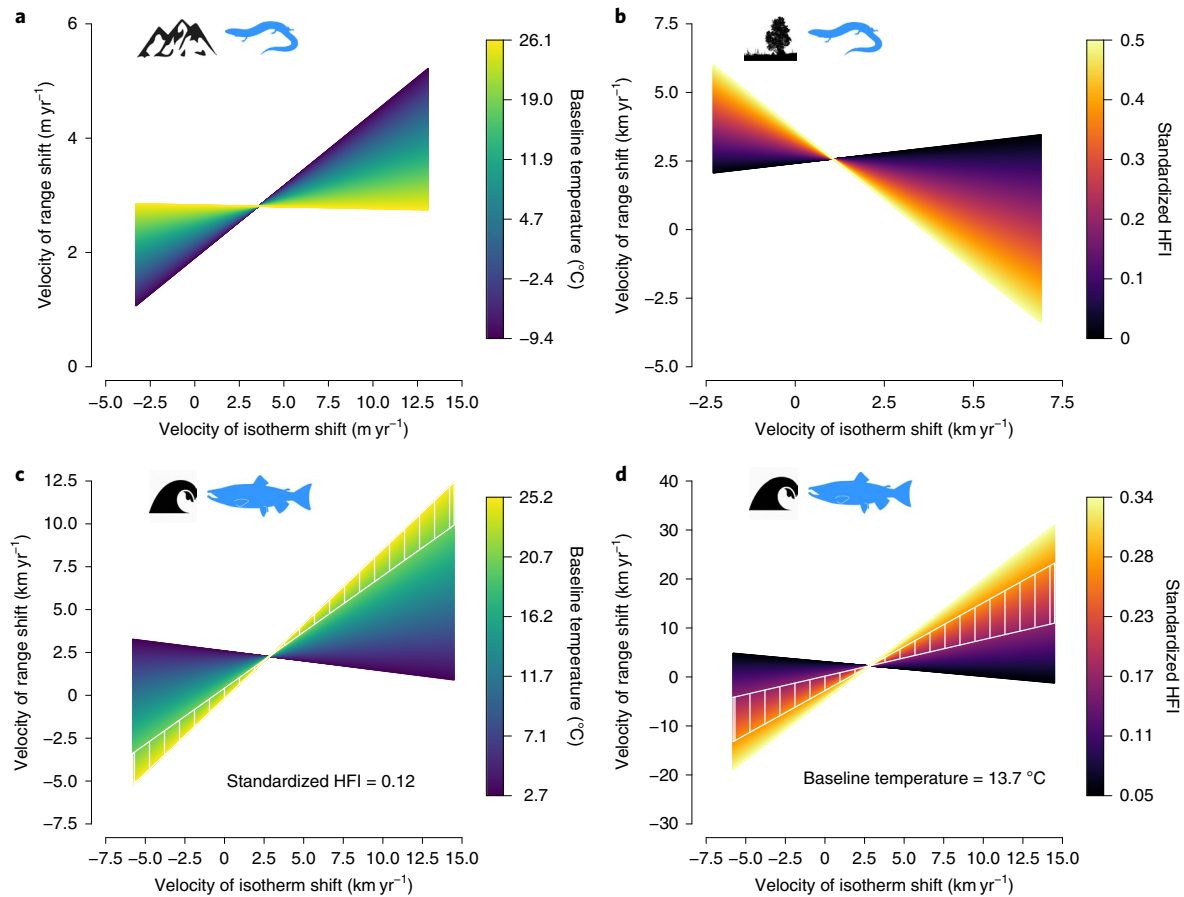 a
6
4
2
0
Velocity of range shift (m yr⁻¹)
−5.0 −2.5 0 2.5 5.0 7.5 10.0 12.5 15.0
Velocity of isotherm shift (m yr⁻¹)
26.1
19.0
11.9
4.7
−2.4
−9.4
Baseline temperature (°C)
b
7.5
5.0
2.5
0
−2.5
−5.0
Velocity of range shift (km yr⁻¹)
−2.5 0 2.5 5.5 7.5
Velocity of isotherm shift (km yr⁻¹)
0.5
0.4
0.3
0.2
0.1
0
Standardized HFI
c
12.5
10.0
7.5
5.0
2.5
0
−2.5
−5.0
−7.5
Velocity of range shift (km yr⁻¹)
Standardized HFI = 0.12
−7.5 −5.0 −2.5 0 2.5 5.0 7.5 10.0 12.5 15.0
Velocity of isotherm shift (km yr⁻¹)
25.2
20.7
16.2
11.7
7.1
2.7
Baseline temperature (°C)
d
40
30
20
10
0
−10
−20
−30
Velocity of range shift (km yr⁻¹)
Baseline temperature = 13.7 °C
−7.5 −5.0 −2.5 0 2.5 5.0 7.5 10.0 12.5 15.0
Velocity of isotherm shift (km yr⁻¹)
0.34
0.28
0.23
0.17
0.11
0.05
Standardized HFI